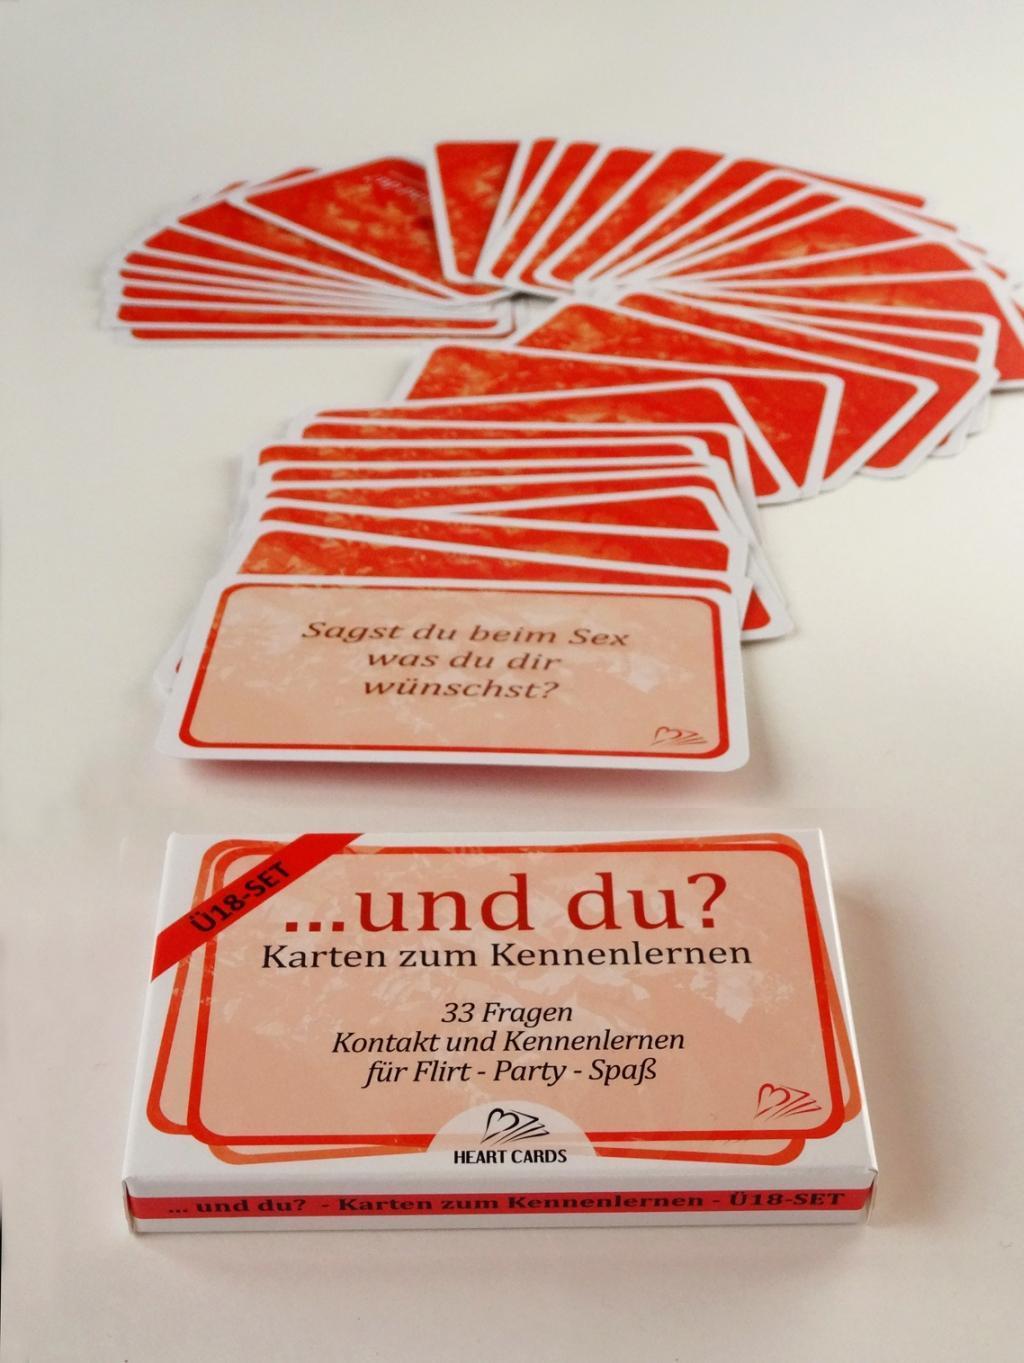 Sagst du beim Sex
was du dir
wünschst?
Ü18-SET
...und du?
Karten zum Kennenlernen
33 Fragen
Kontakt und Kennenlernen
für Flirt - Party - Spaß
HEART CARDS
... und du? - Karten zum Kennenlernen - Ü18-SET